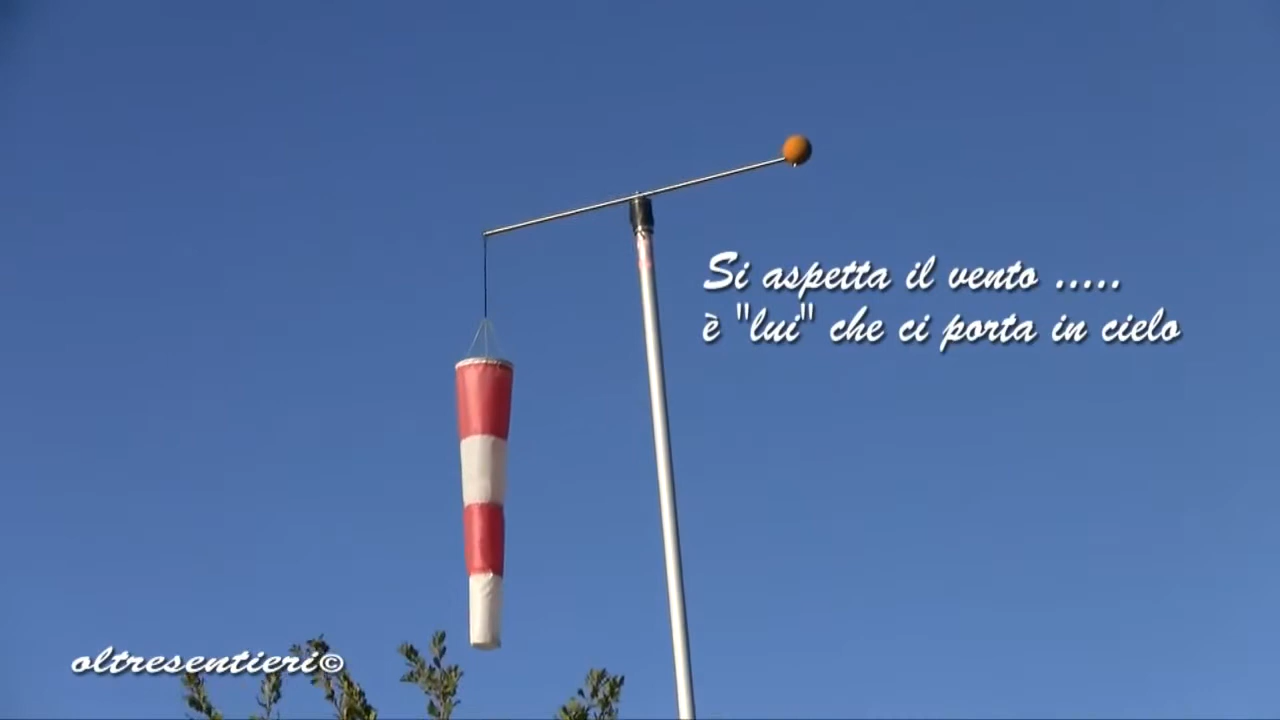 Si aspetta il vento .....
è "lui" che ci porta in cielo
oltresentieri©